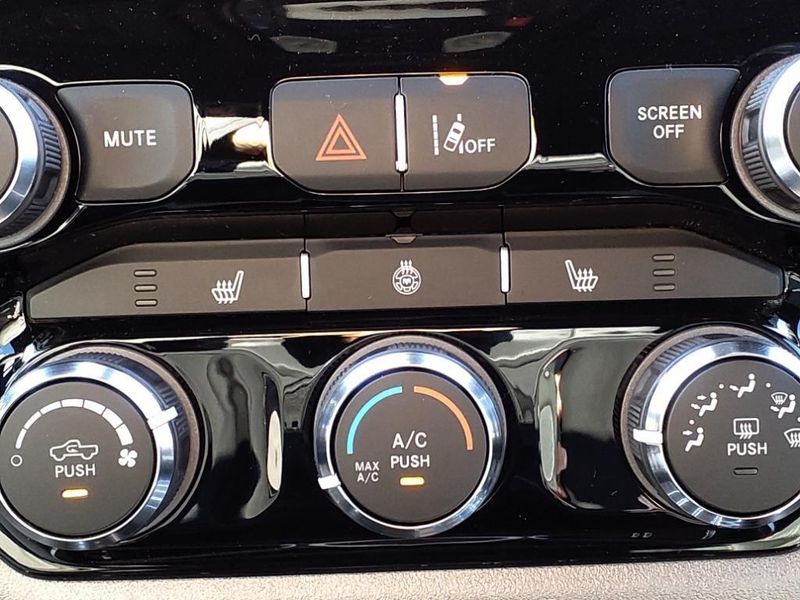 MUTE
OFF
SCREEN
OFF
PUSH
A/C
PUSH
MAX
A/C
PUSH